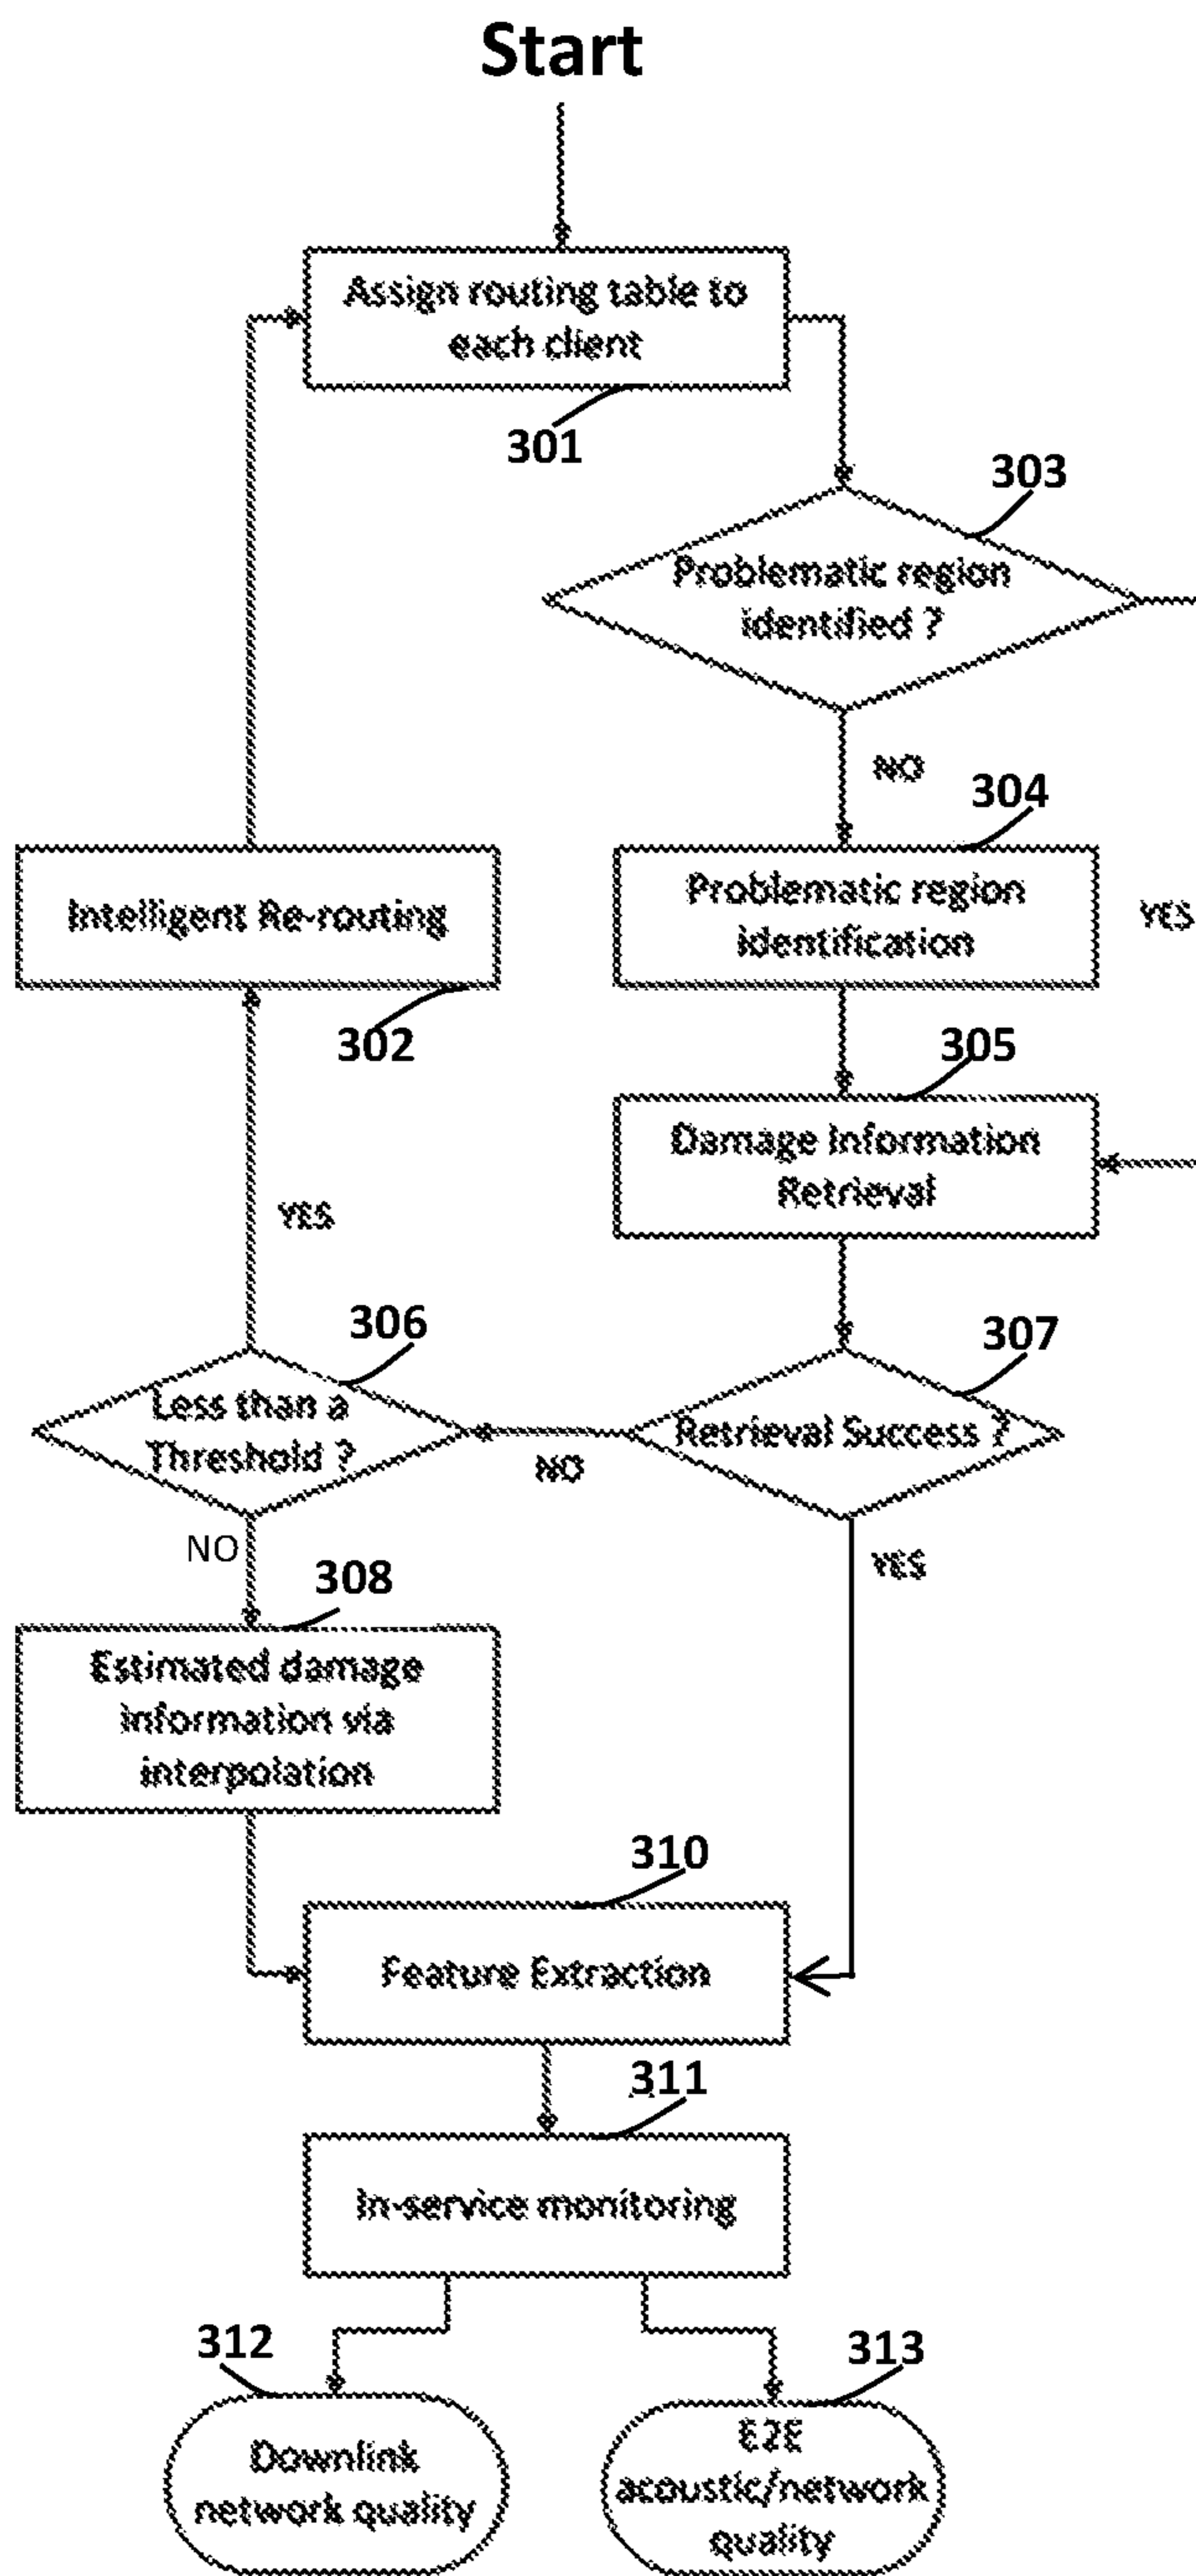 Start
Assign routing table to
each client
301
303
Problematic region
identified ?
NO
304
Intelligent Re-routing
302
Problematic region
identification
YES
305
Damage Information
Retrieval
YES
306
Less than a
Threshold ?
307
Retrieval Success ?
NO
NO
YES
308
Estimated damage
information via
interpolation
310
Feature Extraction
311
In-service monitoring
312
Downlink
network quality
313
E2E
acoustic/network
quality